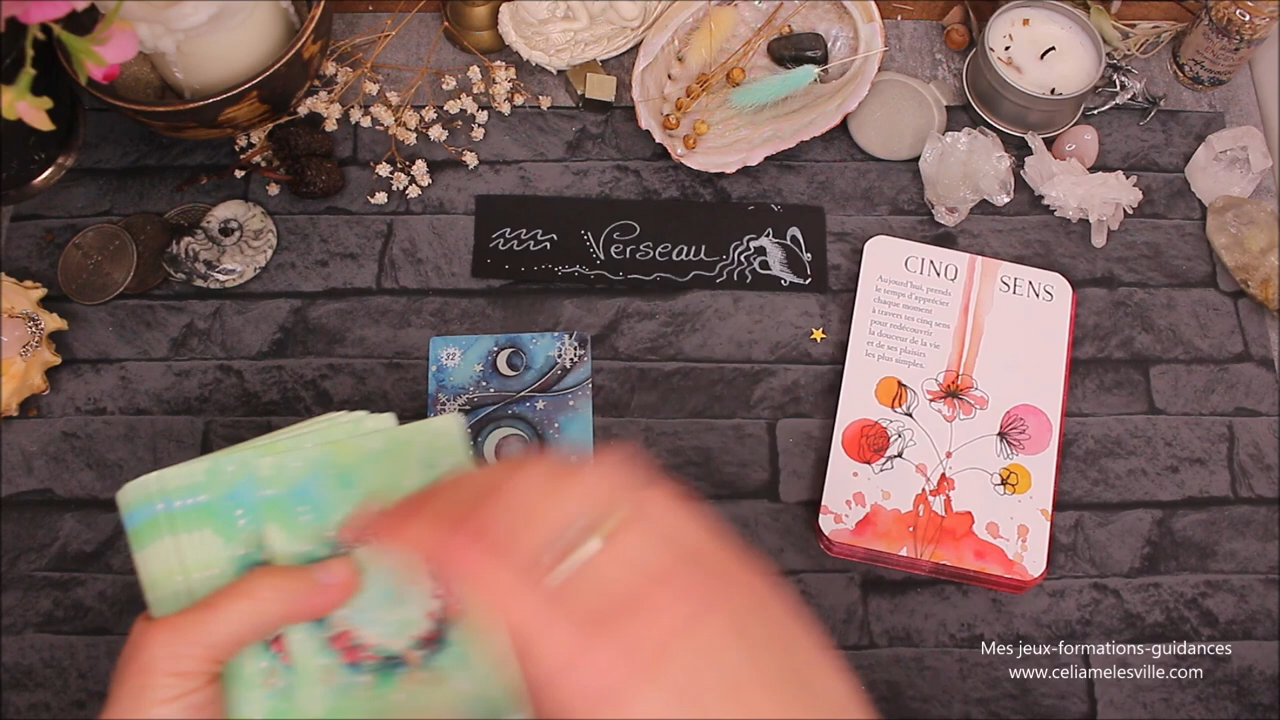 Verseau
CINQ
SENS
Aujourd'hui, prends
le temps d'apprécier
chaque moment
à travers tes cinq sens
pour redécouvrir
la douceur de la vie
et de ses plaisirs
les plus simples.
Mes jeux-formations-guidances
www.celiamelesville.com